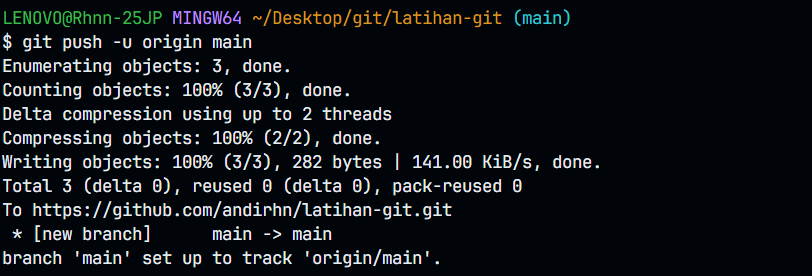 LENOVO@Rhnn-25JP MINGW64 ~/Desktop/git/latihan-git (main)
$ git push -u origin main
Enumerating objects: 3, done.
Counting objects: 100% (3/3), done.
Delta compression using up to 2 threads
Compressing objects: 100% (2/2), done.
Writing objects: 100% (3/3), 282 bytes | 141.00 KiB/s, done.
Total 3 (delta 0), reused 0 (delta 0), pack-reused 0
To https://github.com/andirhn/latihan-git.git
 * [new branch]      main -> main
branch 'main' set up to track 'origin/main'.